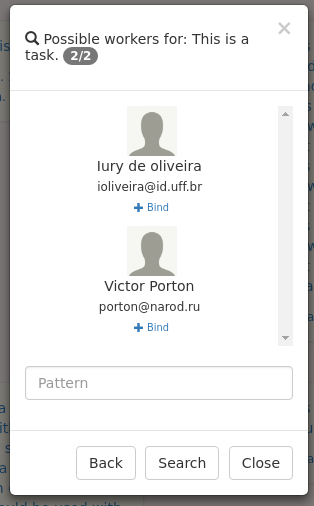 ×
Possible workers for: This is a
task. 2/2
Iury de oliveira
ioliveira@id.uff.br
Bind
Victor Porton
porton@narod.ru
Bind
Pattern
Back Search Close